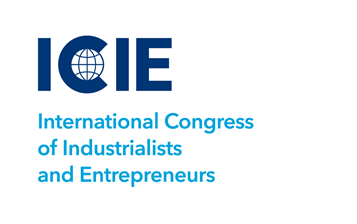 ICIE
International Congress
of Industrialists
and Entrepreneurs